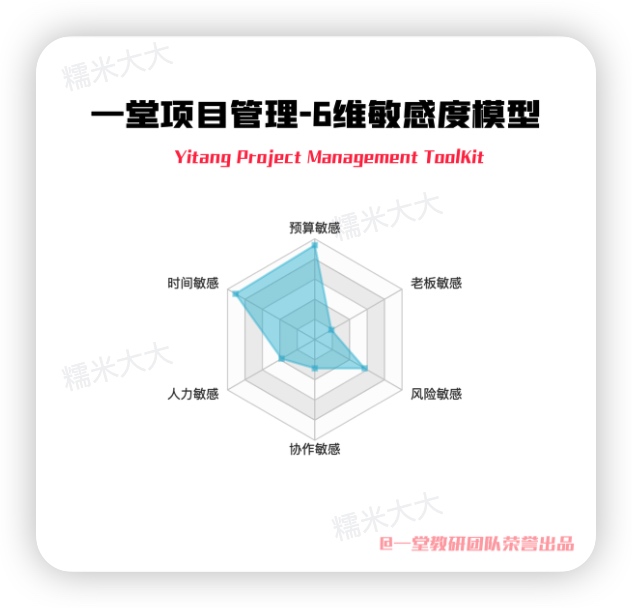 糯米大大
一堂项目管理-6维敏感度模型
Yitang Project Management ToolKit
糯米大大
预算敏感
时间敏感
老板敏感
糯米大大
人力敏感
风险敏感
协作敏感
糯米大大
@一堂教研团队荣誉出品